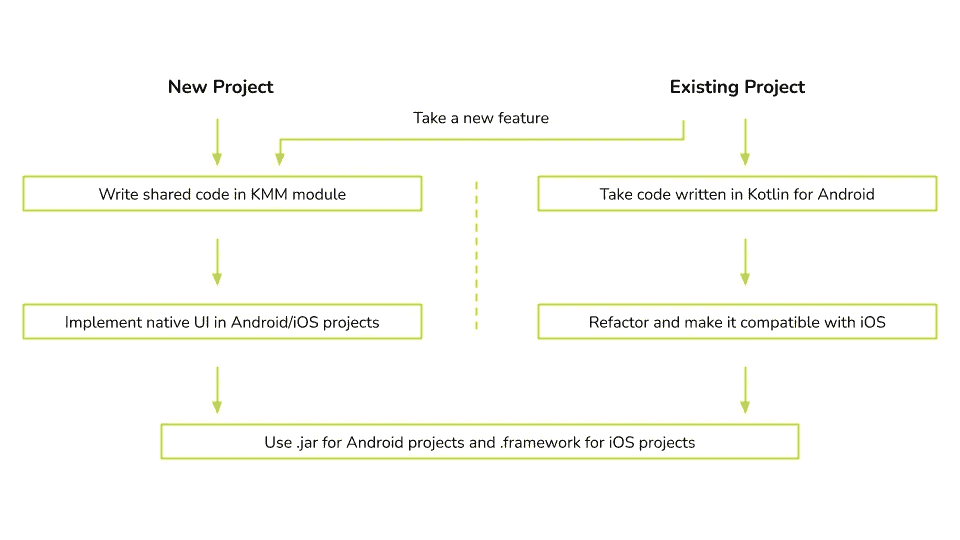 New Project
Existing Project
Take a new feature
Write shared code in KMM module
Take code written in Kotlin for Android
Implement native UI in Android/iOS projects
Refactor and make it compatible with iOS
Use .jar for Android projects and .framework for iOS projects